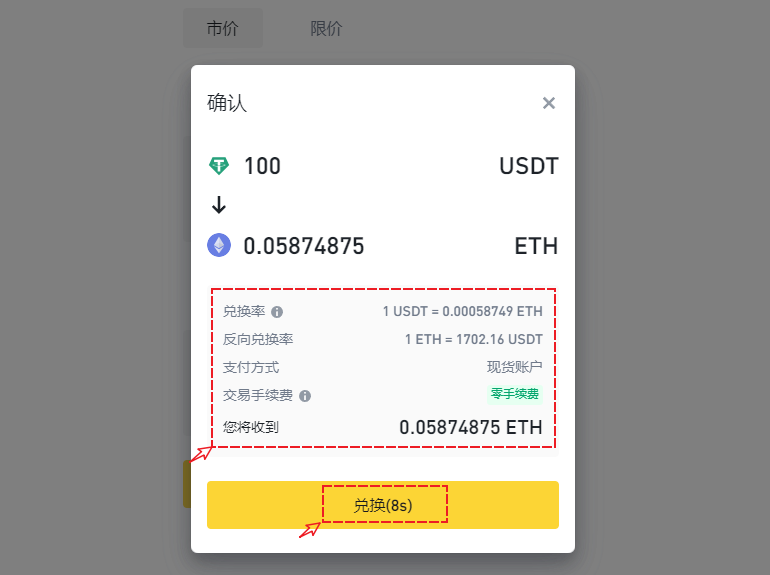 市价 限价
确认
100 USDT
0.05874875 ETH
兑换率 1 USDT = 0.00058749 ETH
反向兑换率 1 ETH = 1702.16 USDT
支付方式 现货账户
交易手续费 零手续费
您将收到 0.05874875 ETH
兑换(8s)